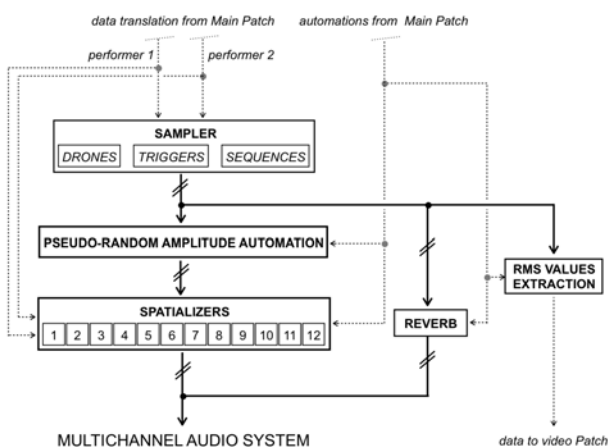 data translation from Main Patch
automations from Main Patch
performer 1
performer 2
SAMPLER
DRONES TRIGGERS SEQUENCES
PSEUDO-RANDOM AMPLITUDE AUTOMATION
RMS VALUES
EXTRACTION
SPATIALIZERS
1 2 3 4 5 6 7 8 9 10 11 12
REVERB
MULTICHANNEL AUDIO SYSTEM
data to video Patch